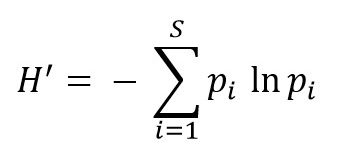 H′ = − ∑_{i=1}^{S} p_i ln p_i